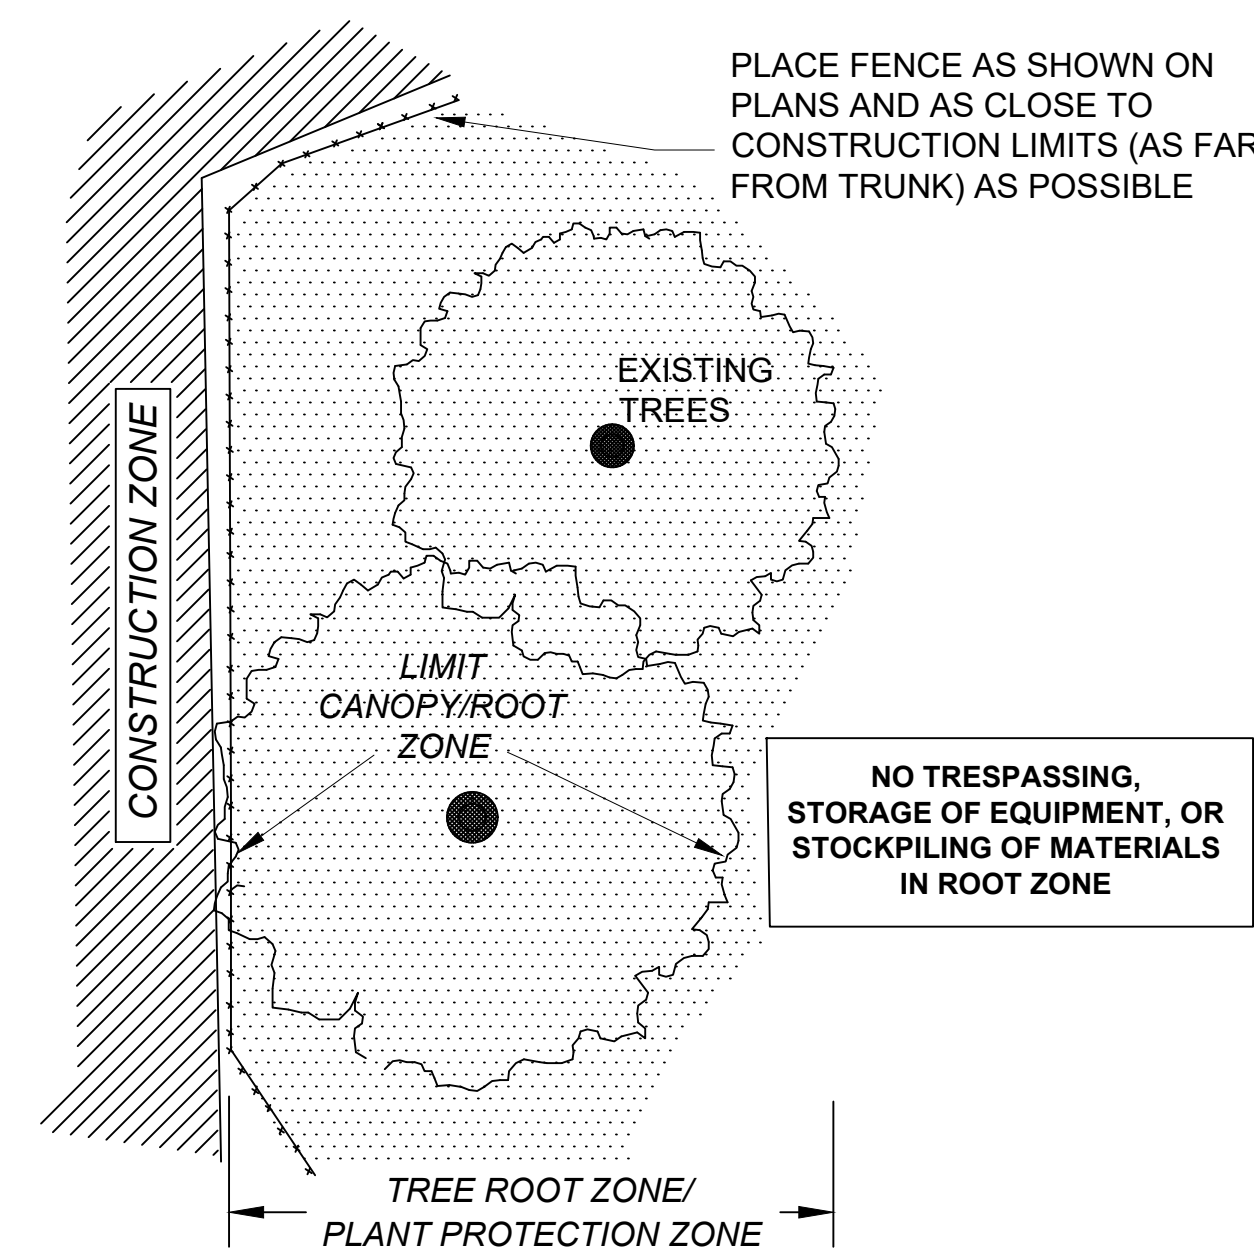 PLACE FENCE AS SHOWN ON
PLANS AND AS CLOSE TO
CONSTRUCTION LIMITS (AS FAR
FROM TRUNK) AS POSSIBLE
EXISTING
TREES
CONSTRUCTION ZONE
LIMIT
CANOPY/ROOT
ZONE
NO TRESPASSING,
STORAGE OF EQUIPMENT, OR
STOCKPILING OF MATERIALS
IN ROOT ZONE
TREE ROOT ZONE/
PLANT PROTECTION ZONE